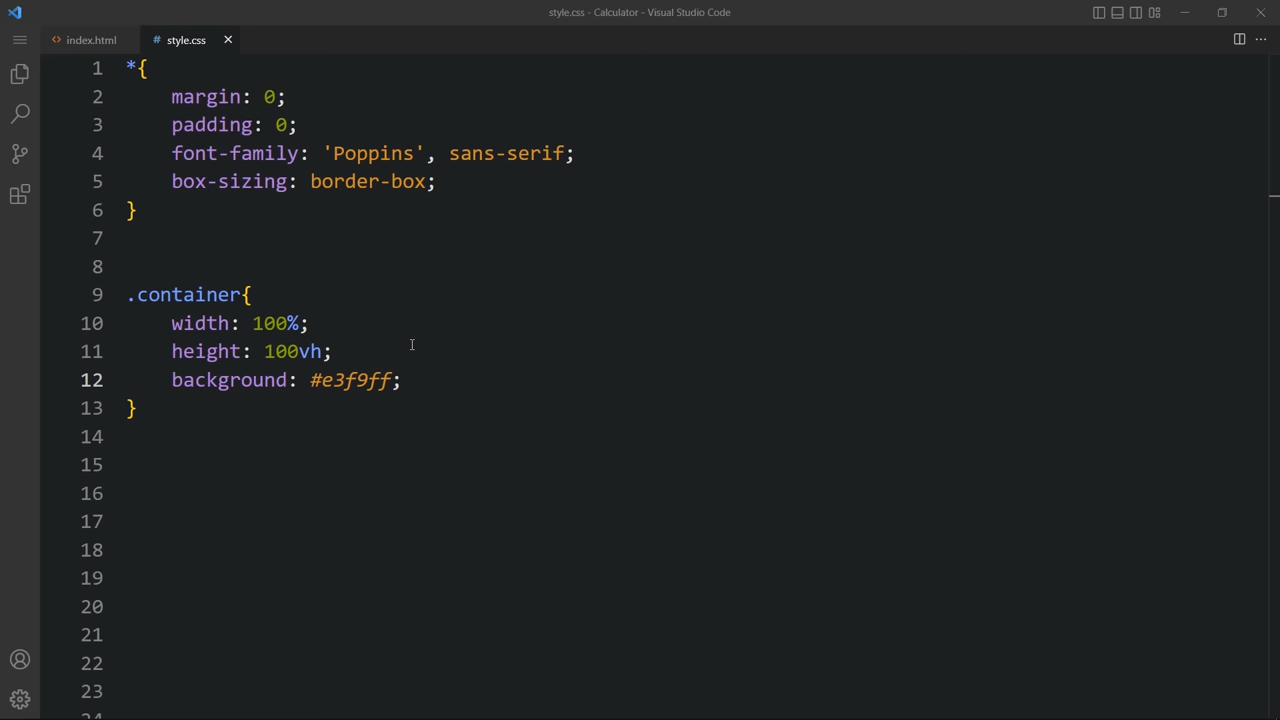 style.css - Calculator - Visual Studio Code
<> index.html
# style.css
1 *{
2 margin: 0;
3 padding: 0;
4 font-family: 'Poppins', sans-serif;
5 box-sizing: border-box;
6 }
7
8
9 .container{
10 width: 100%;
11 height: 100vh;
12 background: #e3f9ff;
13 }
14
15
16
17
18
19
20
21
22
23
24